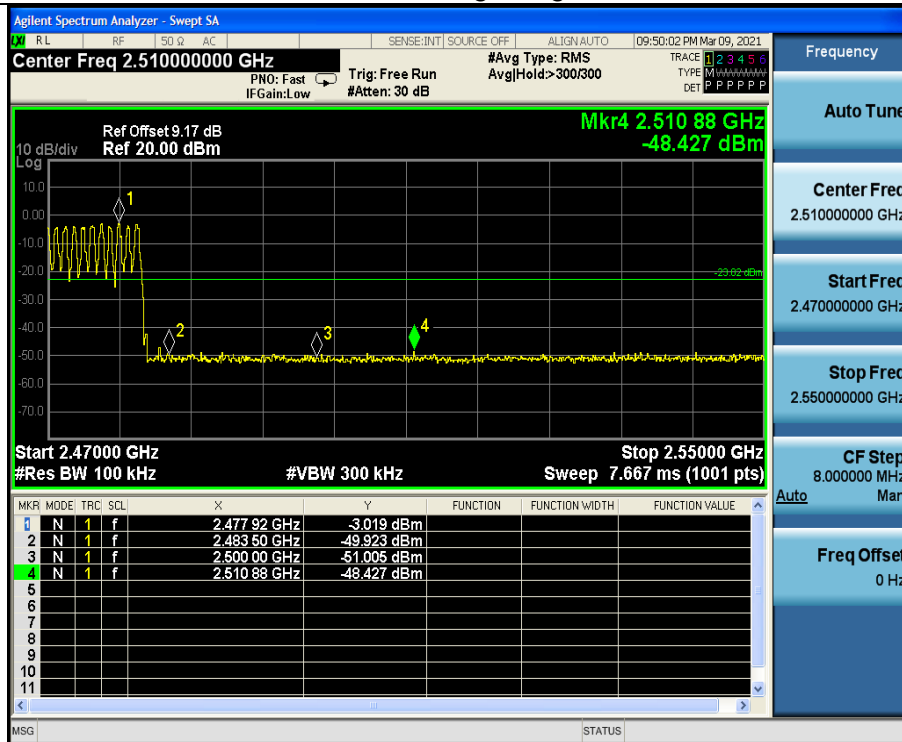 Agilent Spectrum Analyzer - Swept SA
LXI RL RF 50 Ω AC SENSE:INT SOURCE OFF ALIGN AUTO 09:50:02 PM Mar 09, 2021
Center Freq 2.510000000 GHz
PNO: Fast
IFGain:Low
Trig: Free Run
#Atten: 30 dB
#Avg Type: RMS
Avg|Hold:>300/300
TRACE 1 2 3 4 5 6
TYPE M
DET P P P P P P
Mkr4 2.510 88 GHz
-48.427 dBm
Ref Offset 9.17 dB
10 dB/div Ref 20.00 dBm
Log
10.0
0.00
-10.0
-20.0
-30.0
-40.0
-50.0
-60.0
-70.0
1
2
3
4
-23.02 dBm
Start 2.47000 GHz Stop 2.55000 GHz
#Res BW 100 kHz #VBW 300 kHz Sweep 7.667 ms (1001 pts)
MKR MODE TRC SCL X Y FUNCTION FUNCTION WIDTH FUNCTION VALUE
1 N 1 f 2.477 92 GHz -3.019 dBm
2 N 1 f 2.483 50 GHz -49.923 dBm
3 N 1 f 2.500 00 GHz -51.005 dBm
4 N 1 f 2.510 88 GHz -48.427 dBm
5
6
7
8
9
10
11
MSG STATUS
Frequency
Auto Tune
Center Freq
2.510000000 GHz
Start Freq
2.470000000 GHz
Stop Freq
2.550000000 GHz
CF Step
8.000000 MHz
Auto Man
Freq Offset
0 Hz